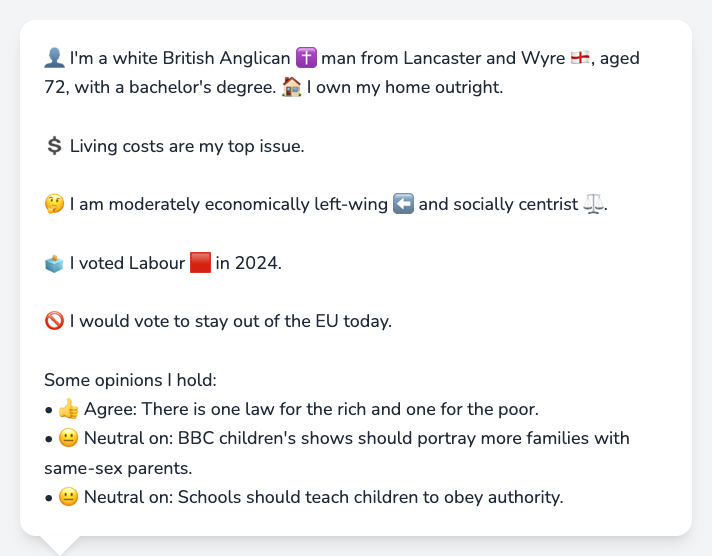 👤 I'm a white British Anglican ✝️ man from Lancaster and Wyre 🏴󠁧󠁢󠁥󠁮󠁧󠁿, aged
72, with a bachelor's degree. 🏠 I own my home outright.
💲 Living costs are my top issue.
🤔 I am moderately economically left-wing ⬅️ and socially centrist ⚖️.
🗳️ I voted Labour 🟥 in 2024.
🚫 I would vote to stay out of the EU today.
Some opinions I hold:
• 👍 Agree: There is one law for the rich and one for the poor.
• 😐 Neutral on: BBC children's shows should portray more families with
same-sex parents.
• 😐 Neutral on: Schools should teach children to obey authority.